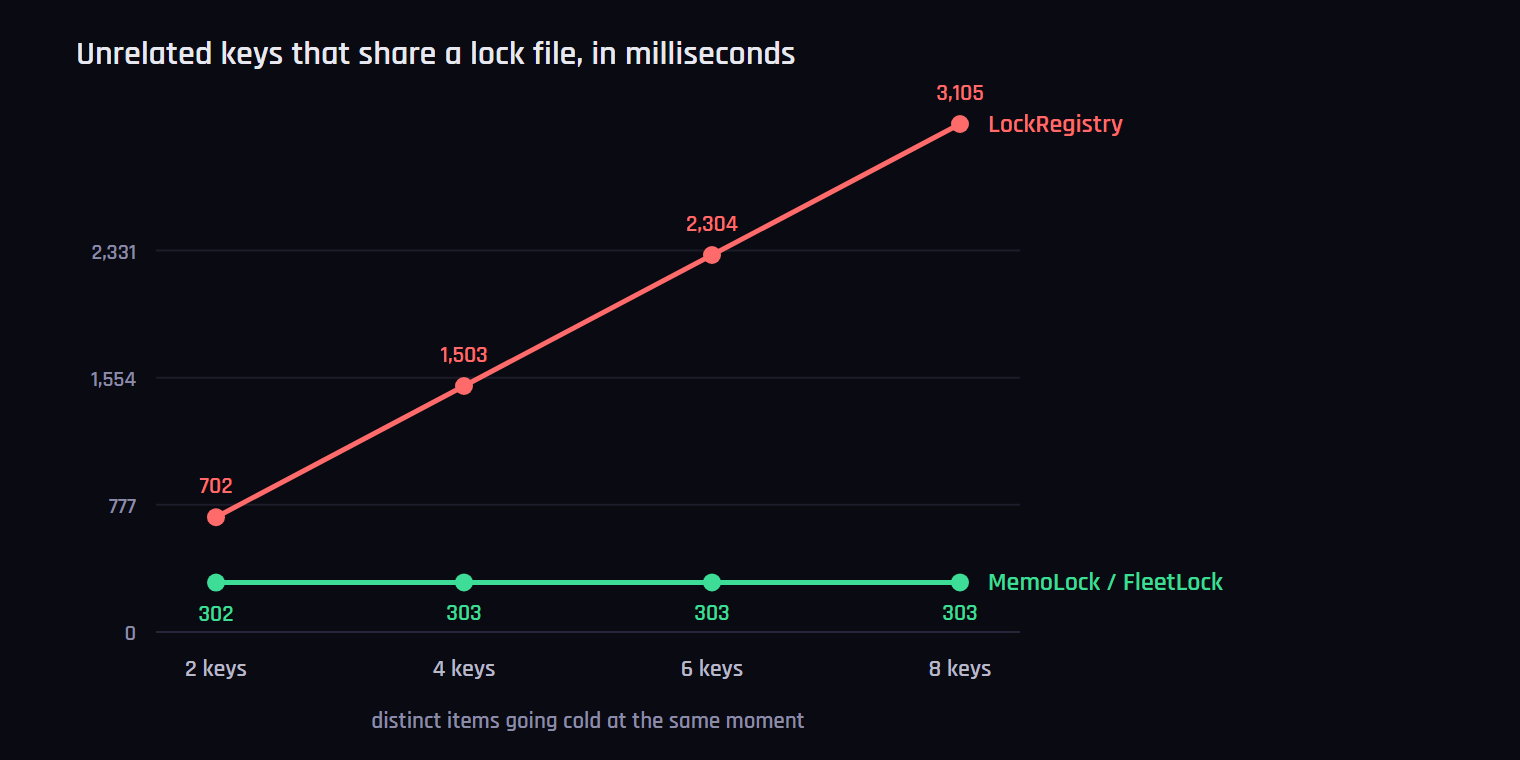 Unrelated keys that share a lock file, in milliseconds
3,105
LockRegistry
2,304
2,331
1,503
1,554
702
777
MemoLock / FleetLock
302
303
303
303
0
2 keys
4 keys
6 keys
8 keys
distinct items going cold at the same moment